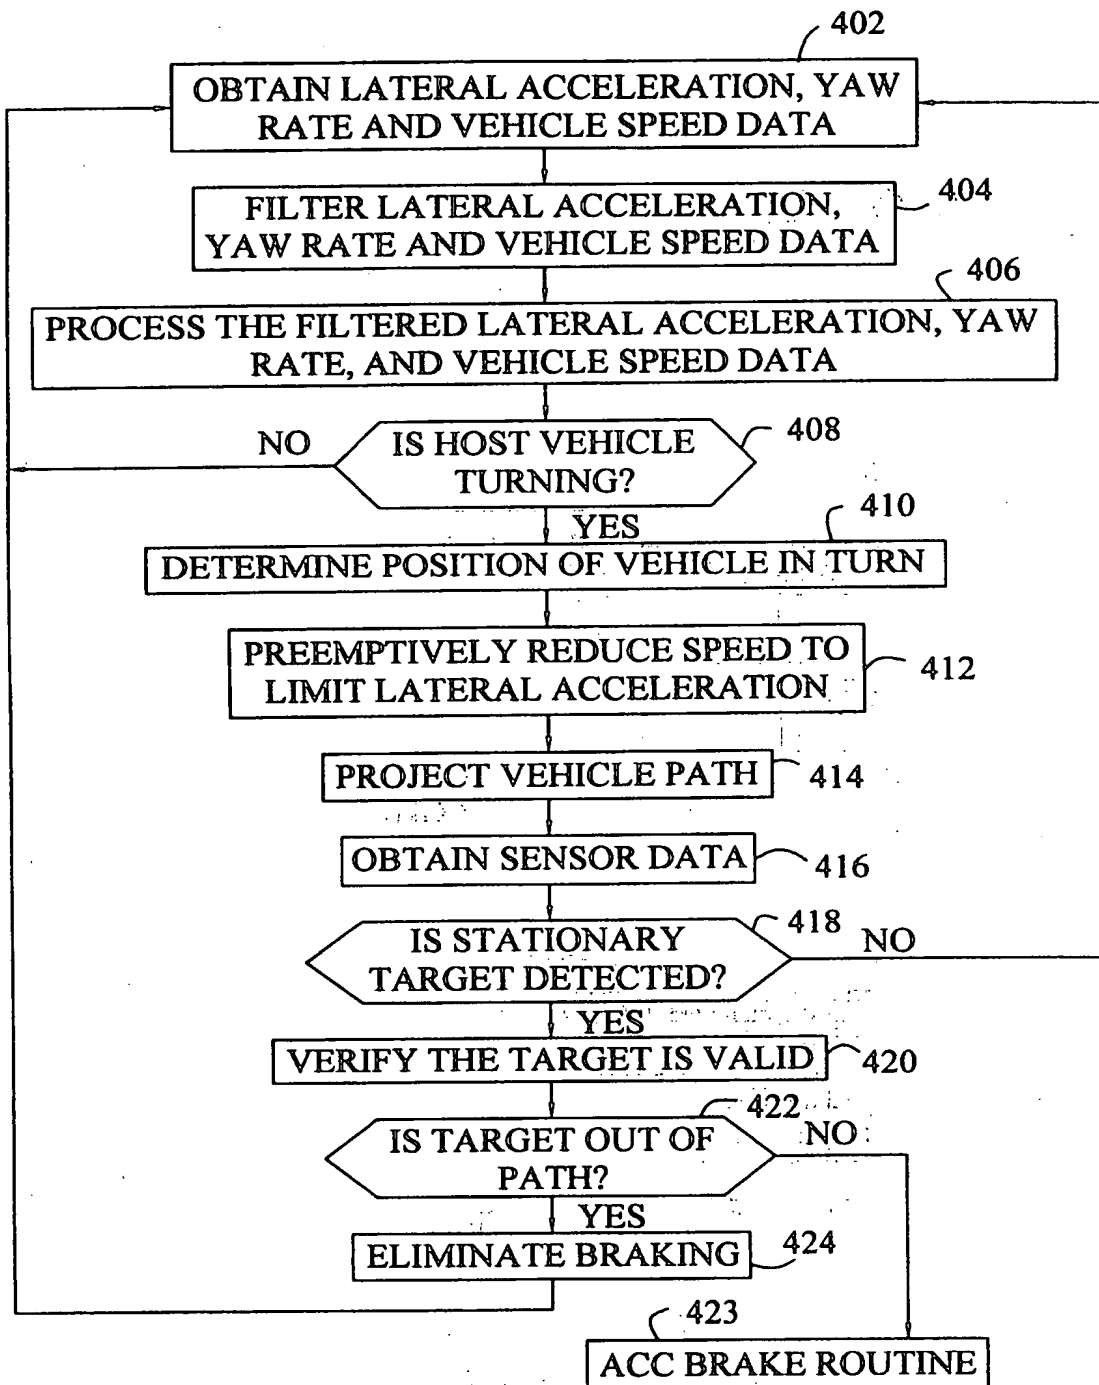 402
OBTAIN LATERAL ACCELERATION, YAW
RATE AND VEHICLE SPEED DATA
404
FILTER LATERAL ACCELERATION,
YAW RATE AND VEHICLE SPEED DATA
406
PROCESS THE FILTERED LATERAL ACCELERATION, YAW
RATE, AND VEHICLE SPEED DATA
NO
IS HOST VEHICLE
TURNING?
408
YES
410
DETERMINE POSITION OF VEHICLE IN TURN
PREEMPTIVELY REDUCE SPEED TO
LIMIT LATERAL ACCELERATION
412
PROJECT VEHICLE PATH
414
OBTAIN SENSOR DATA
416
418
IS STATIONARY
TARGET DETECTED?
NO
YES
VERIFY THE TARGET IS VALID
420
422
IS TARGET OUT OF
PATH?
NO
YES
ELIMINATE BRAKING
424
423
ACC BRAKE ROUTINE